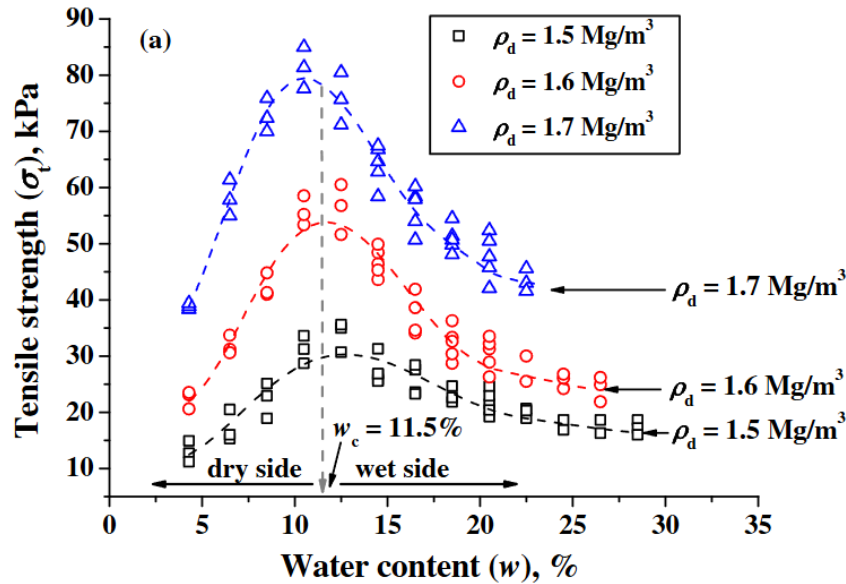 (a)
ρd = 1.5 Mg/m³
ρd = 1.6 Mg/m³
ρd = 1.7 Mg/m³
Tensile strength (σt), kPa
90
80
70
60
50
40
30
20
10
ρd = 1.7 Mg/m³
ρd = 1.6 Mg/m³
ρd = 1.5 Mg/m³
wc = 11.5%
dry side
wet side
0 5 10 15 20 25 30 35
Water content (w), %